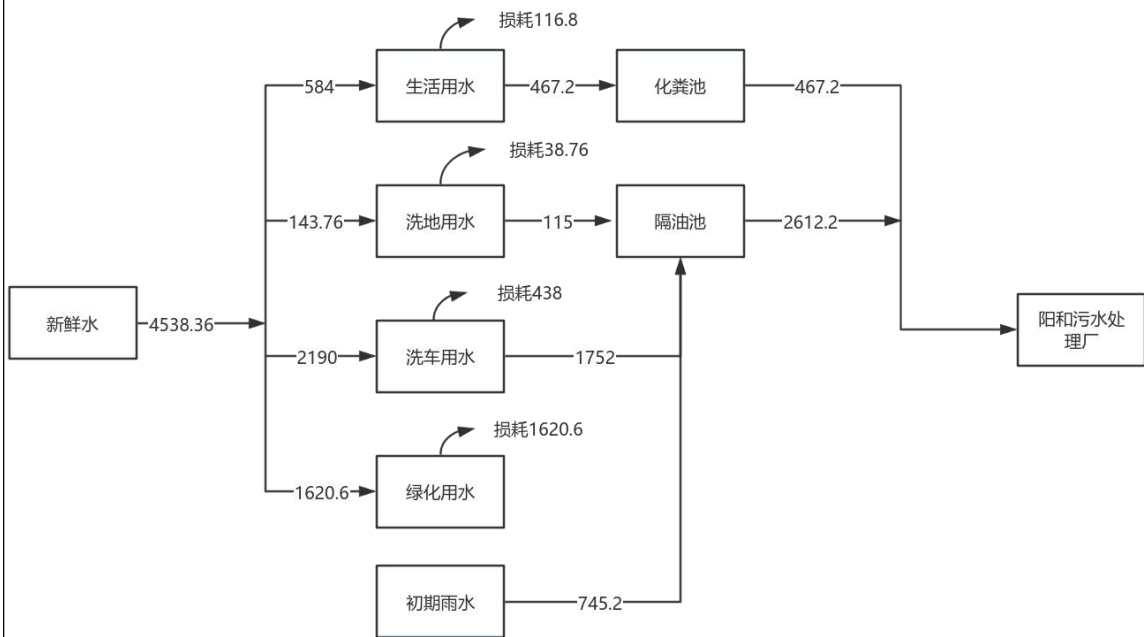 损耗116.8
584
生活用水
467.2
化粪池
467.2
损耗38.76
143.76
洗地用水
115
隔油池
2612.2
损耗438
新鲜水
4538.36
2190
洗车用水
1752
阳和污水处
理厂
损耗1620.6
1620.6
绿化用水
初期雨水
745.2